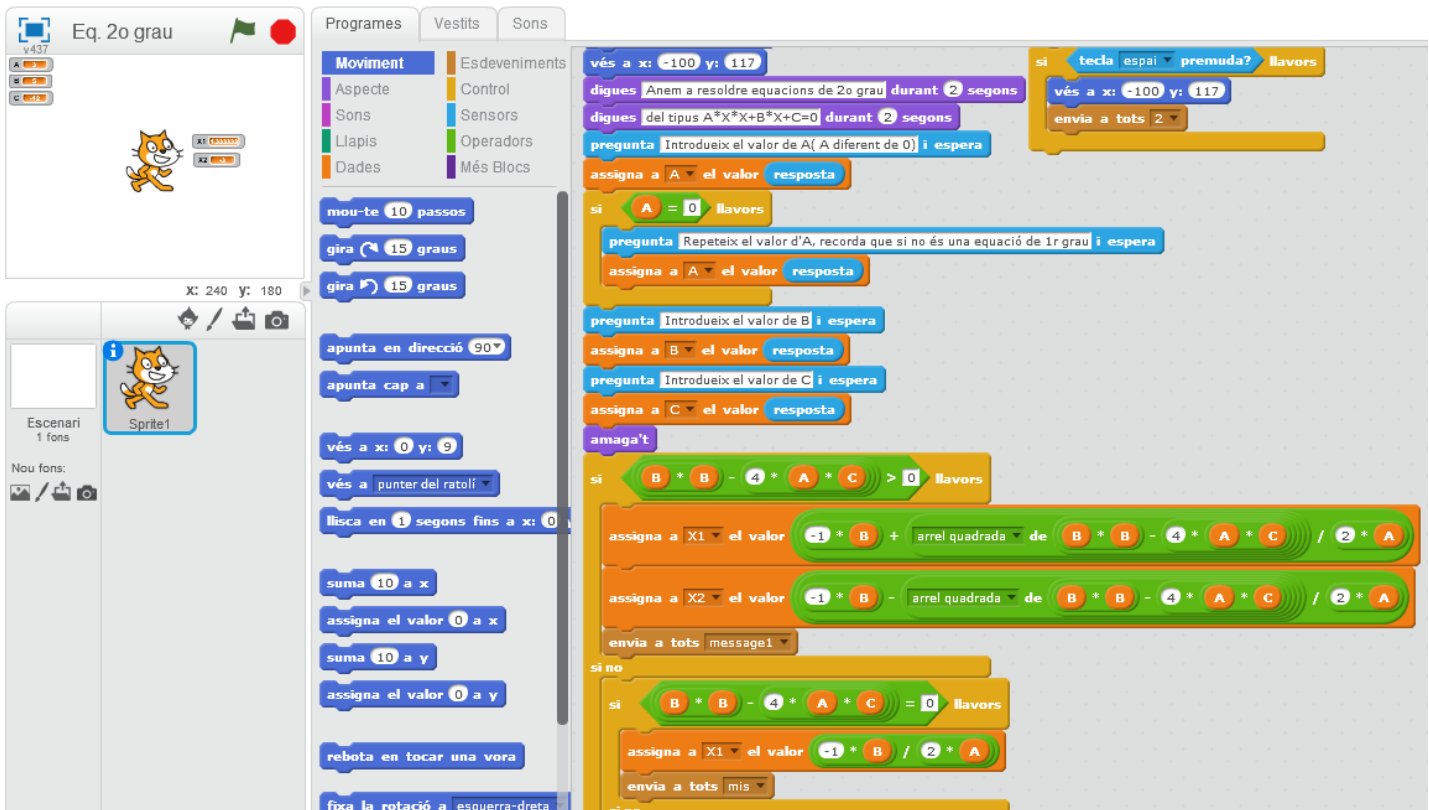 Eq. 2o grau
v437
A 3
B
C
X1
X2 -3
X: 240 y: 180
Escenari
1 fons
Sprite1
Nou fons:
Programes Vestits Sons
Moviment Esdeveniments
Aspecte Control
Sons Sensors
Llapis Operadors
Dades Més Blocs
mou-te 10 passos
gira 15 graus
gira 15 graus
apunta en direcció 90
apunta cap a
vés a x: 0 y: 9
vés a punter del ratolí
llisca en 1 segons fins a x: 0
suma 10 a x
assigna el valor 0 a x
suma 10 a y
assigna el valor 0 a y
rebota en tocar una vora
fixa la rotació a esquerra-dreta
vés a x: -100 y: 117
digues Anem a resoldre equacions de 2o grau durant 2 segons
digues del tipus A*X*X+B*X+C=0 durant 2 segons
pregunta Introdueix el valor de A( A diferent de 0) i espera
assigna a A el valor resposta
si A = 0 llavors
pregunta Repeteix el valor d'A, recorda que si no és una equació de 1r grau i espera
assigna a A el valor resposta
pregunta Introdueix el valor de B i espera
assigna a B el valor resposta
pregunta Introdueix el valor de C i espera
assigna a C el valor resposta
amaga't
si B * B - 4 * A * C > 0 llavors
assigna a X1 el valor -1 * B + arrel quadrada de B * B - 4 * A * C / 2 * A
assigna a X2 el valor -1 * B - arrel quadrada de B * B - 4 * A * C / 2 * A
envia a tots message1
si no
si B * B - 4 * A * C = 0 llavors
assigna a X1 el valor -1 * B / 2 * A
envia a tots mis
si no
si tecla espai premuda? llavors
vés a x: -100 y: 117
envia a tots 2